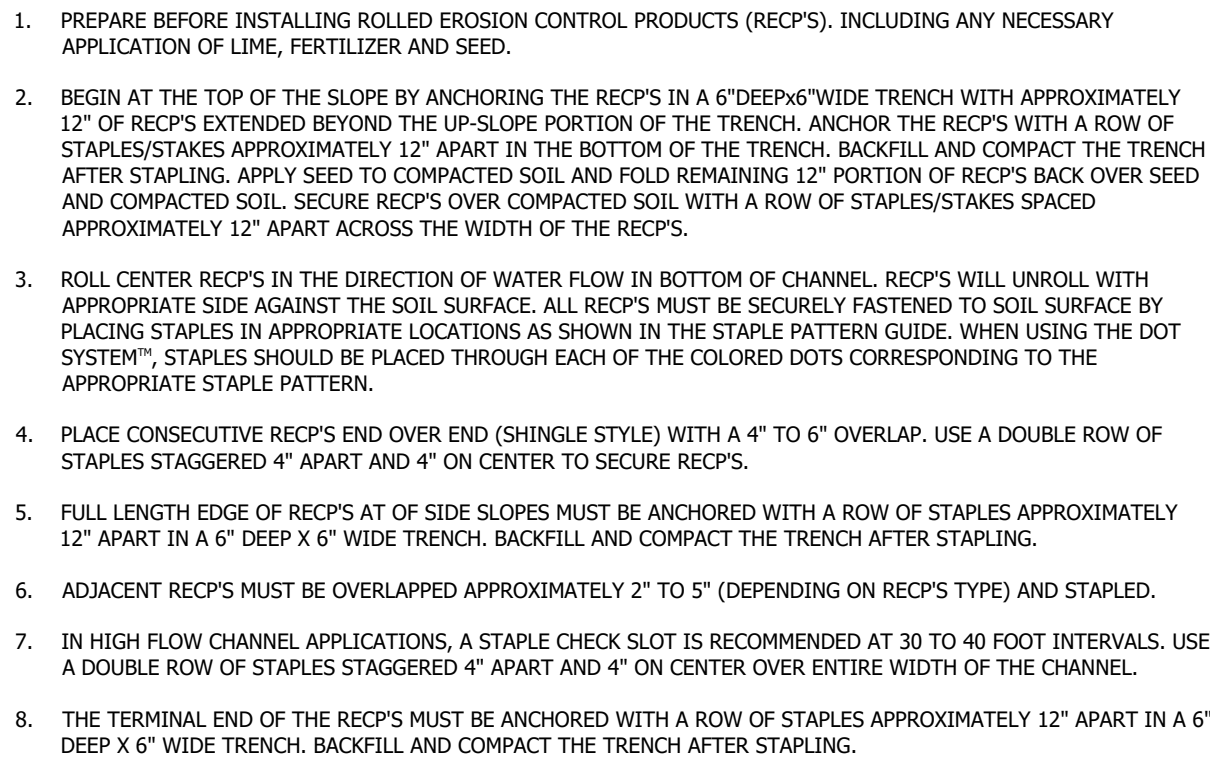 1. PREPARE BEFORE INSTALLING ROLLED EROSION CONTROL PRODUCTS (RECP'S). INCLUDING ANY NECESSARY
APPLICATION OF LIME, FERTILIZER AND SEED.
2. BEGIN AT THE TOP OF THE SLOPE BY ANCHORING THE RECP'S IN A 6"DEEPx6"WIDE TRENCH WITH APPROXIMATELY
12" OF RECP'S EXTENDED BEYOND THE UP-SLOPE PORTION OF THE TRENCH. ANCHOR THE RECP'S WITH A ROW OF
STAPLES/STAKES APPROXIMATELY 12" APART IN THE BOTTOM OF THE TRENCH. BACKFILL AND COMPACT THE TRENCH
AFTER STAPLING. APPLY SEED TO COMPACTED SOIL AND FOLD REMAINING 12" PORTION OF RECP'S BACK OVER SEED
AND COMPACTED SOIL. SECURE RECP'S OVER COMPACTED SOIL WITH A ROW OF STAPLES/STAKES SPACED
APPROXIMATELY 12" APART ACROSS THE WIDTH OF THE RECP'S.
3. ROLL CENTER RECP'S IN THE DIRECTION OF WATER FLOW IN BOTTOM OF CHANNEL. RECP'S WILL UNROLL WITH
APPROPRIATE SIDE AGAINST THE SOIL SURFACE. ALL RECP'S MUST BE SECURELY FASTENED TO SOIL SURFACE BY
PLACING STAPLES IN APPROPRIATE LOCATIONS AS SHOWN IN THE STAPLE PATTERN GUIDE. WHEN USING THE DOT
SYSTEM™, STAPLES SHOULD BE PLACED THROUGH EACH OF THE COLORED DOTS CORRESPONDING TO THE
APPROPRIATE STAPLE PATTERN.
4. PLACE CONSECUTIVE RECP'S END OVER END (SHINGLE STYLE) WITH A 4" TO 6" OVERLAP. USE A DOUBLE ROW OF
STAPLES STAGGERED 4" APART AND 4" ON CENTER TO SECURE RECP'S.
5. FULL LENGTH EDGE OF RECP'S AT OF SIDE SLOPES MUST BE ANCHORED WITH A ROW OF STAPLES APPROXIMATELY
12" APART IN A 6" DEEP X 6" WIDE TRENCH. BACKFILL AND COMPACT THE TRENCH AFTER STAPLING.
6. ADJACENT RECP'S MUST BE OVERLAPPED APPROXIMATELY 2" TO 5" (DEPENDING ON RECP'S TYPE) AND STAPLED.
7. IN HIGH FLOW CHANNEL APPLICATIONS, A STAPLE CHECK SLOT IS RECOMMENDED AT 30 TO 40 FOOT INTERVALS. USE
A DOUBLE ROW OF STAPLES STAGGERED 4" APART AND 4" ON CENTER OVER ENTIRE WIDTH OF THE CHANNEL.
8. THE TERMINAL END OF THE RECP'S MUST BE ANCHORED WITH A ROW OF STAPLES APPROXIMATELY 12" APART IN A 6"
DEEP X 6" WIDE TRENCH. BACKFILL AND COMPACT THE TRENCH AFTER STAPLING.